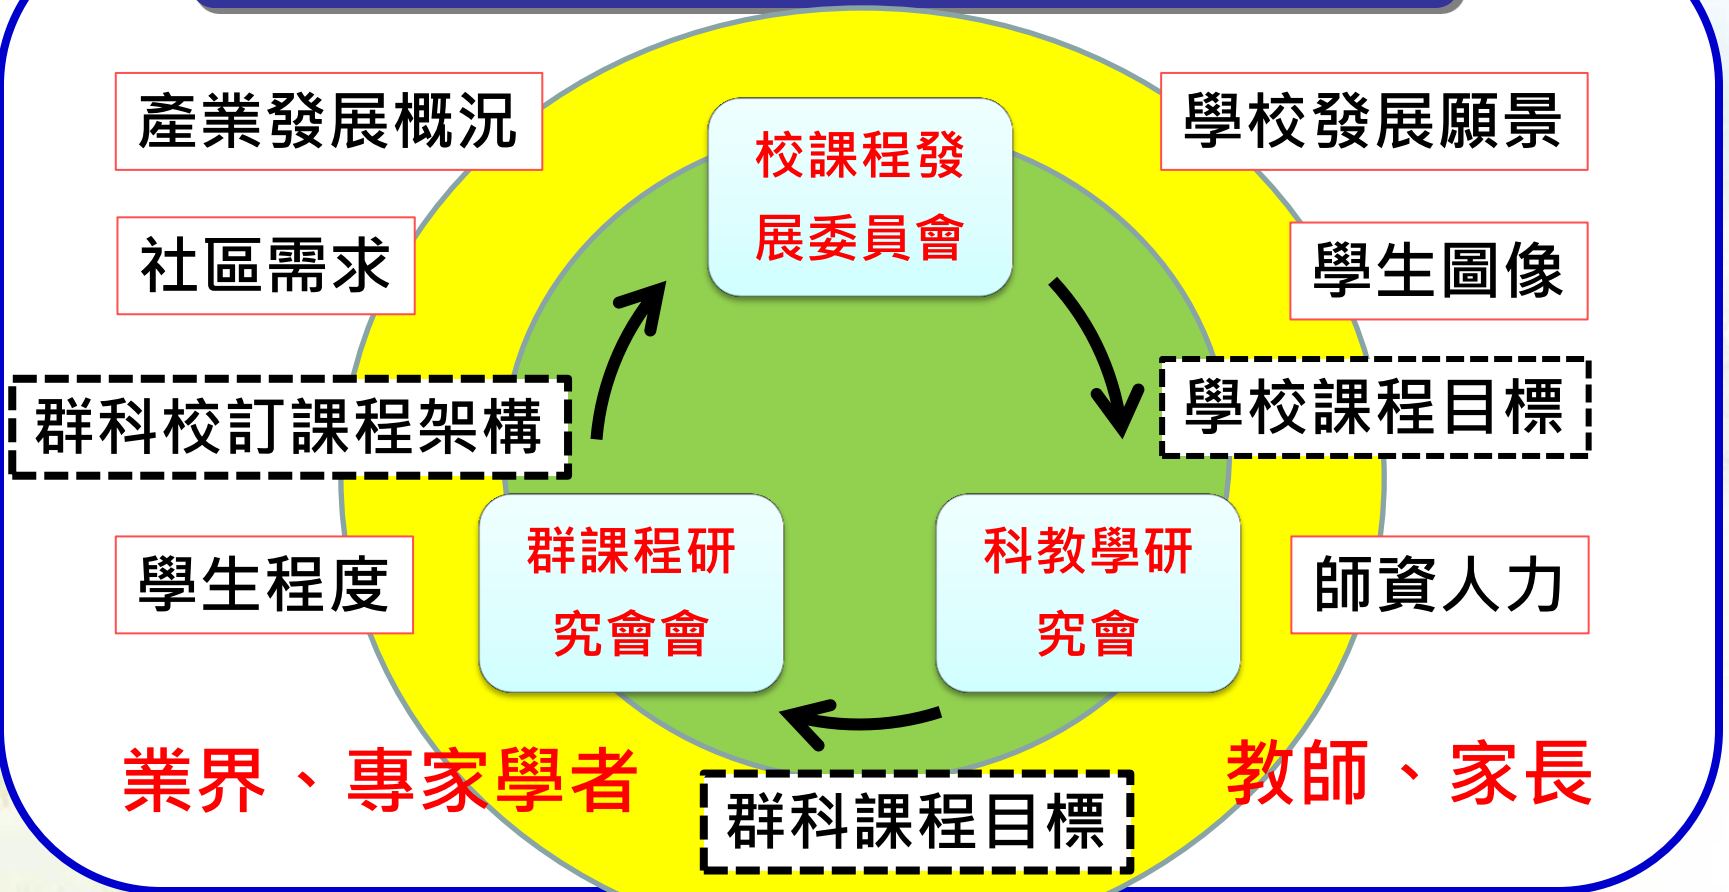 產業發展概況
學校發展願景
校課程發
展委員會
社區需求
學生圖像
群科校訂課程架構
學校課程目標
群課程研
究會會
科教學研
究會
學生程度
師資人力
業界、專家學者
教師、家長
群科課程目標